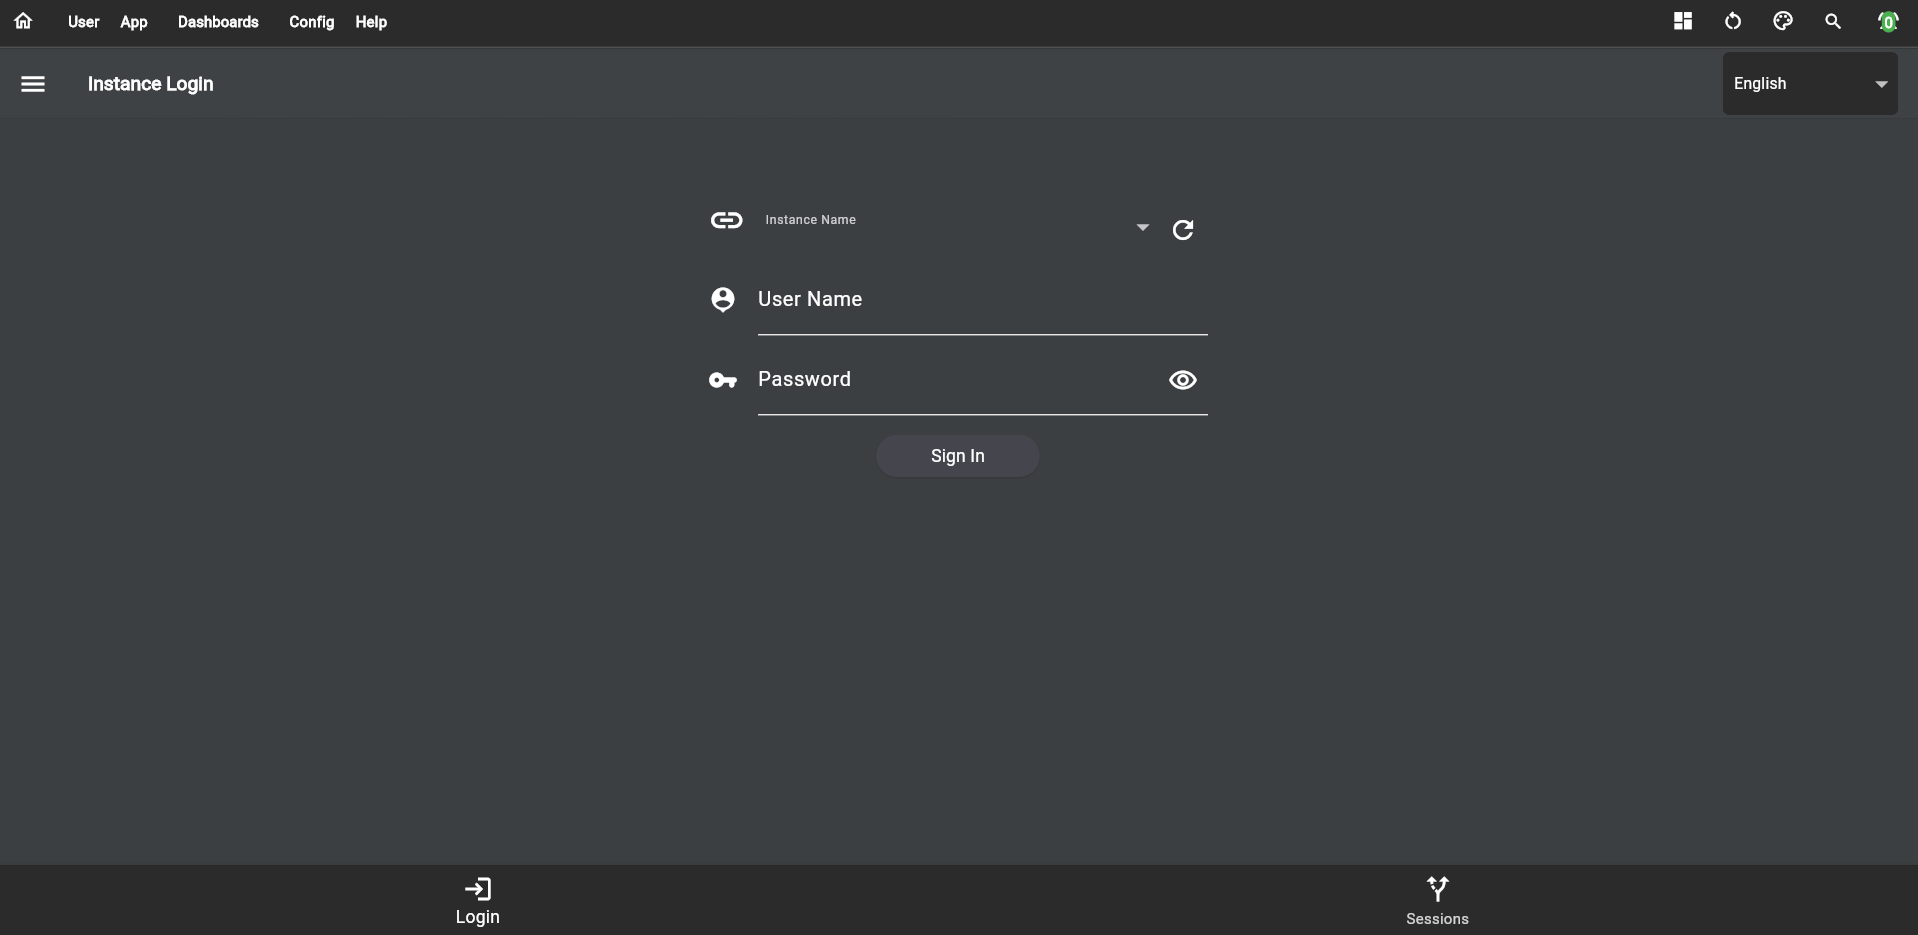 User App Dashboards Config Help 0
Instance Login English
Instance Name
User Name
Password
Sign In
Login Sessions